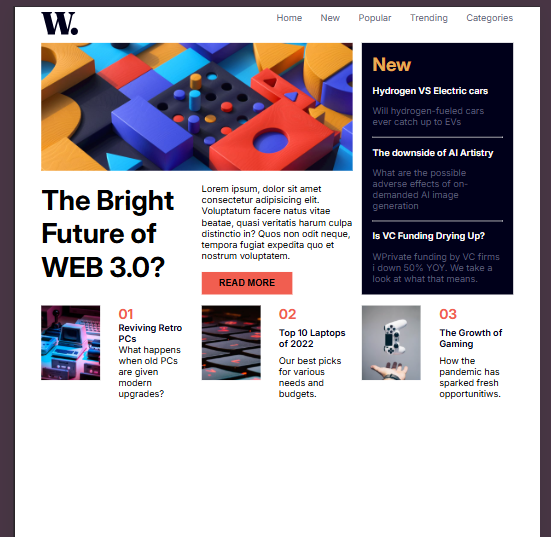 W.
Home New Popular Trending Categories
New
Hydrogen VS Electric cars
Will hydrogen-fueled cars
ever catch up to EVs
The downside of AI Artistry
What are the possible
adverse effects of on-
demanded AI image
generation
Is VC Funding Drying Up?
WPrivate funding by VC firms
i down 50% YOY. We take a
look at what that means.
The Bright
Future of
WEB 3.0?
Lorem ipsum, dolor sit amet
consectetur adipisicing elit.
Voluptatum facere natus vitae
beatae, quasi veritatis harum culpa
distinctio in? Quos non odit neque,
tempora fugiat expedita quo et
nostrum voluptatem.
READ MORE
01
Reviving Retro
PCs
What happens
when old PCs
are given
modern
upgrades?
02
Top 10 Laptops
of 2022
Our best picks
for various
needs and
budgets.
03
The Growth of
Gaming
How the
pandemic has
sparked fresh
opportunitiws.